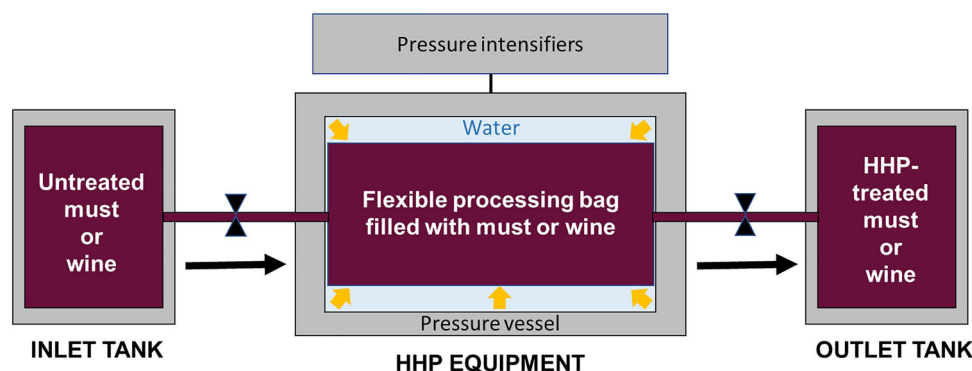 Pressure intensifiers
Water
Untreated
must
or
wine
Flexible processing bag
filled with must or wine
HHP-
treated
must
or
wine
Pressure vessel
INLET TANK
HHP EQUIPMENT
OUTLET TANK